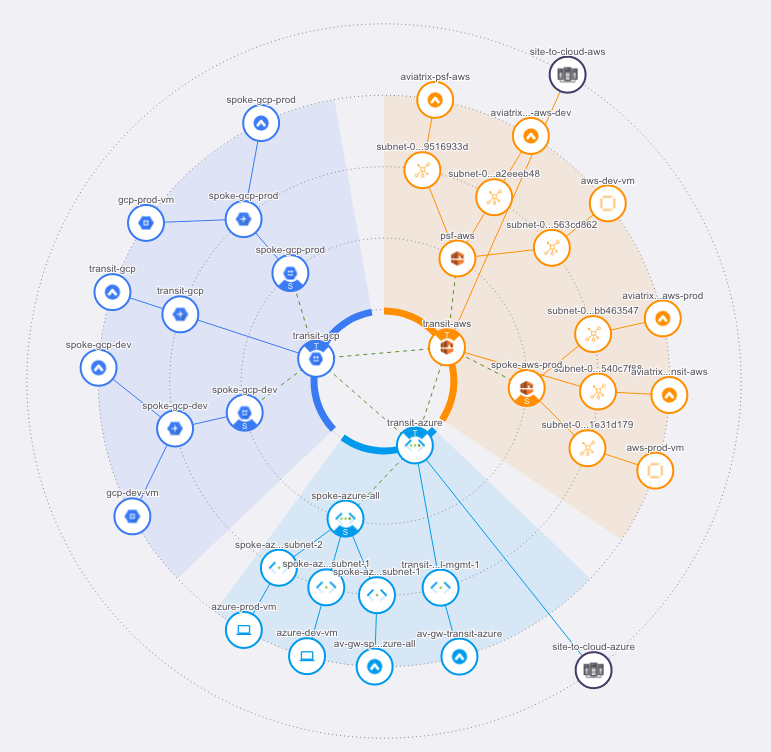 site-to-cloud-aws
aviatrix-psf-aws
spoke-gcp-prod
aviatrix...-aws-dev
subnet-0...9516933d
subnet-0...a2eeeb48
aws-dev-vm
gcp-prod-vm
spoke-gcp-prod
subnet-0...563cd862
psf-aws
spoke-gcp-prod
S
transit-gcp
aviatrix...aws-prod
transit-gcp
subnet-0...bb463547
transit-aws
T
transit-gcp
T
spoke-gcp-dev
spoke-aws-prod
subnet-0...540c7f88
aviatrix...nsit-aws
S
spoke-gcp-dev
S
spoke-gcp-dev
transit-azure
T
subnet-0...1e31d179
aws-prod-vm
gcp-dev-vm
spoke-azure-all
S
spoke-az...subnet-2
spoke-az...subnet-1
spoke-az...subnet-1
transit-...l-mgmt-1
azure-prod-vm
azure-dev-vm
av-gw-sp...zure-all
av-gw-transit-azure
site-to-cloud-azure